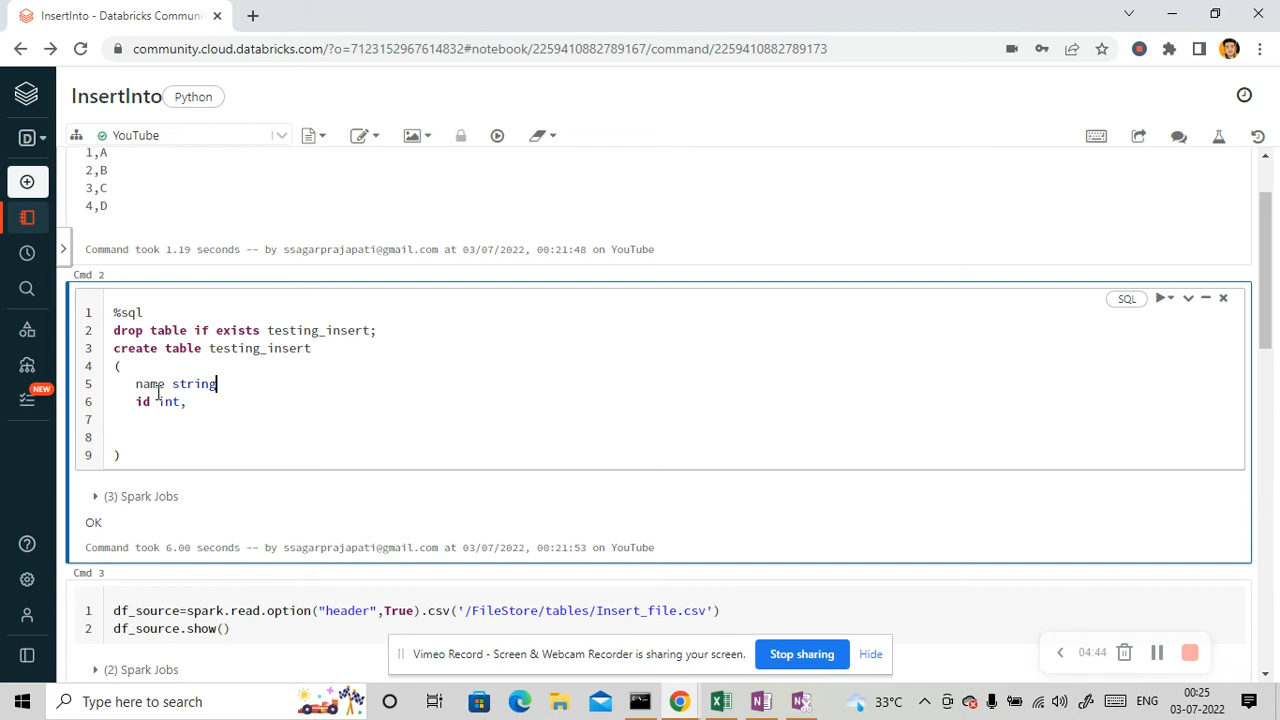 InsertInto - Databricks Communi
community.cloud.databricks.com/?o=7123152967614832#notebook/2259410882789167/command/2259410882789173
InsertInto Python
D
YouTube
1,A
2,B
3,C
4,D
Command took 1.19 seconds -- by ssagarprajapati@gmail.com at 03/07/2022, 00:21:48 on YouTube
Cmd 2
SQL
1 %sql
2 drop table if exists testing_insert;
3 create table testing_insert
4 (
5 name string
6 id int,
7
8
9 )
NEW
(3) Spark Jobs
OK
Command took 6.00 seconds -- by ssagarprajapati@gmail.com at 03/07/2022, 00:21:53 on YouTube
Cmd 3
1 df_source=spark.read.option("header",True).csv('/FileStore/tables/Insert_file.csv')
2 df_source.show()
(2) Spark Jobs
Vimeo Record - Screen & Webcam Recorder is sharing your screen. Stop sharing Hide
04:44
Type here to search
33°C
ENG
00:25
03-07-2022